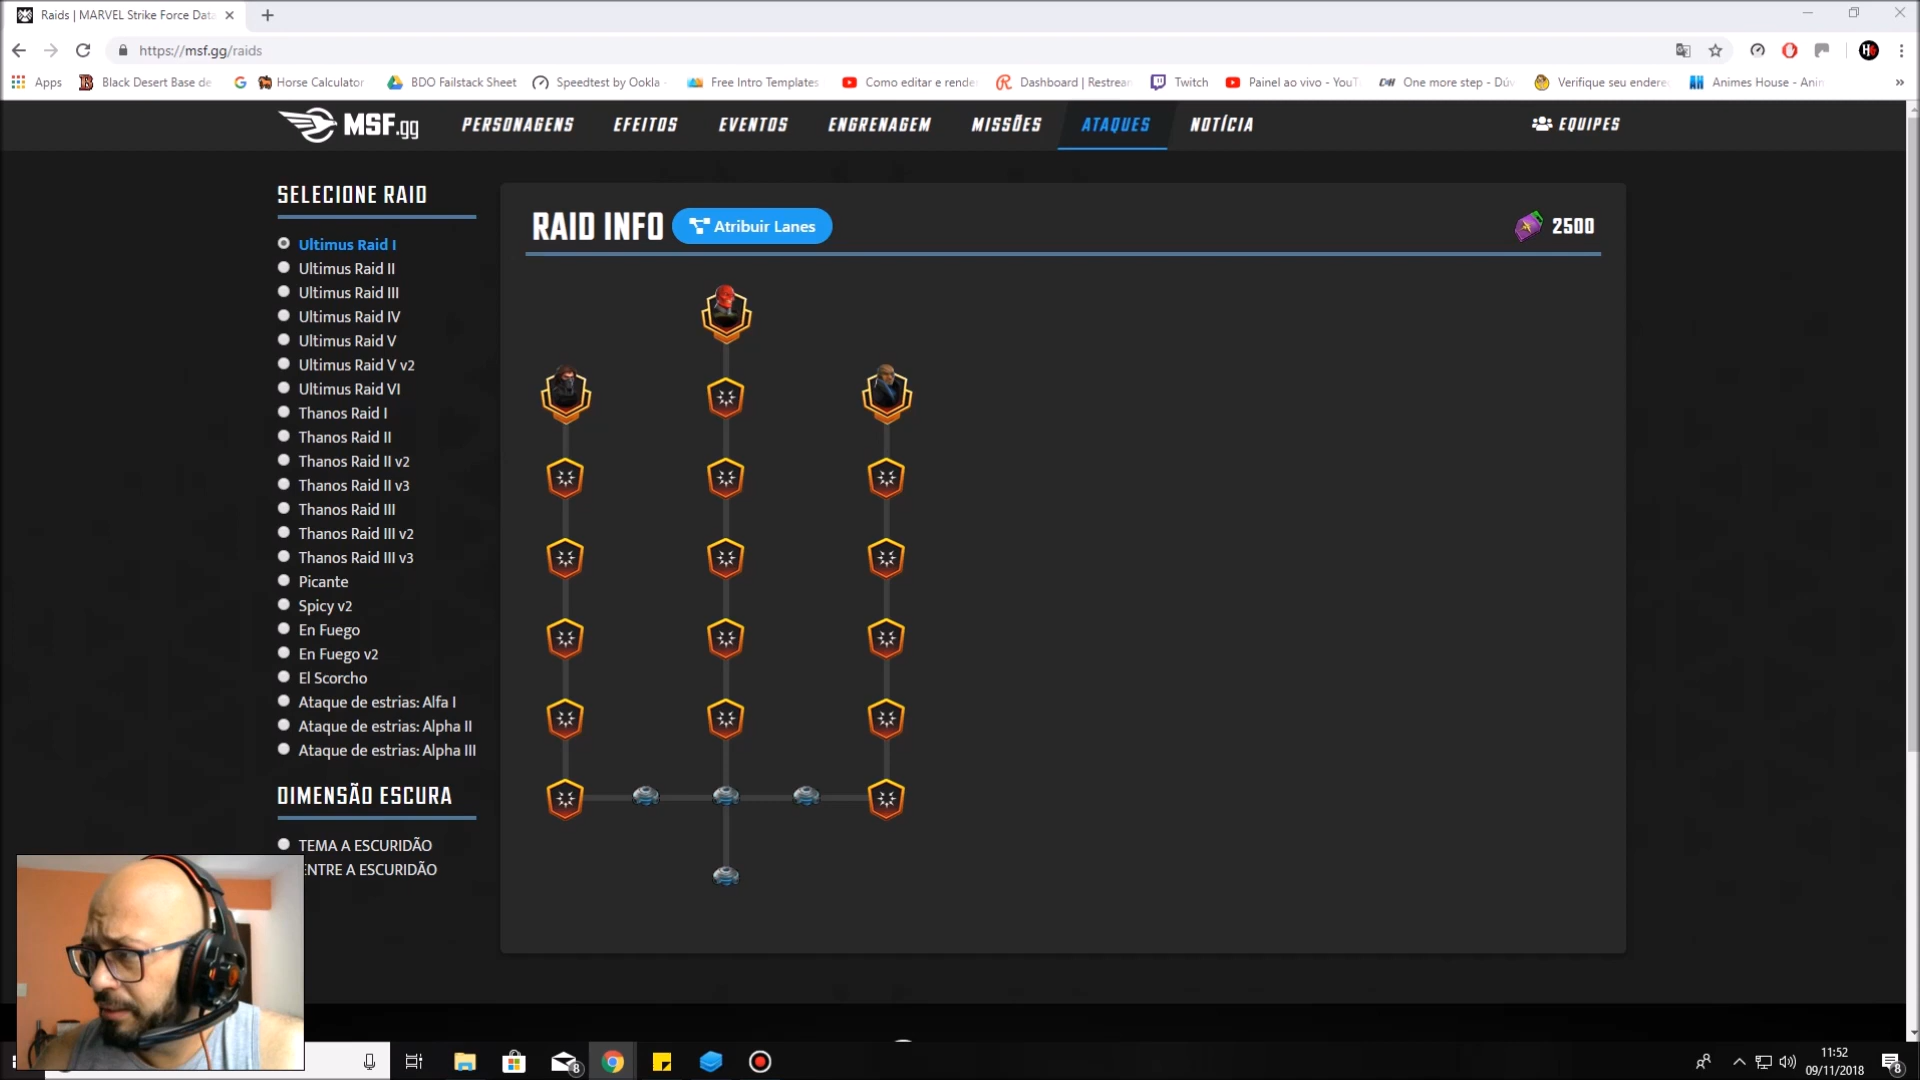 Raids | MARVEL Strike Force Data
https://msf.gg/raids
Apps
Black Desert Base de
Horse Calculator
BDO Failstack Sheet
Speedtest by Ookla -
Free Intro Templates
Como editar e rende
Dashboard | Restrean
Twitch
Painel ao vivo - YouT
One more step - Dúv
Verifique seu endere
Animes House - Anin
»
MSF.gg
PERSONAGENS
EFEITOS
EVENTOS
ENGRENAGEM
MISSÕES
ATAQUES
NOTÍCIA
EQUIPES
SELECIONE RAID
Ultimus Raid I
Ultimus Raid II
Ultimus Raid III
Ultimus Raid IV
Ultimus Raid V
Ultimus Raid V v2
Ultimus Raid VI
Thanos Raid I
Thanos Raid II
Thanos Raid II v2
Thanos Raid II v3
Thanos Raid III
Thanos Raid III v2
Thanos Raid III v3
Picante
Spicy v2
En Fuego
En Fuego v2
El Scorcho
Ataque de estrias: Alfa I
Ataque de estrias: Alpha II
Ataque de estrias: Alpha III
DIMENSÃO ESCURA
TEMA A ESCURIDÃO
ENTRE A ESCURIDÃO
RAID INFO
Atribuir Lanes
2500
8
11:52
09/11/2018
8